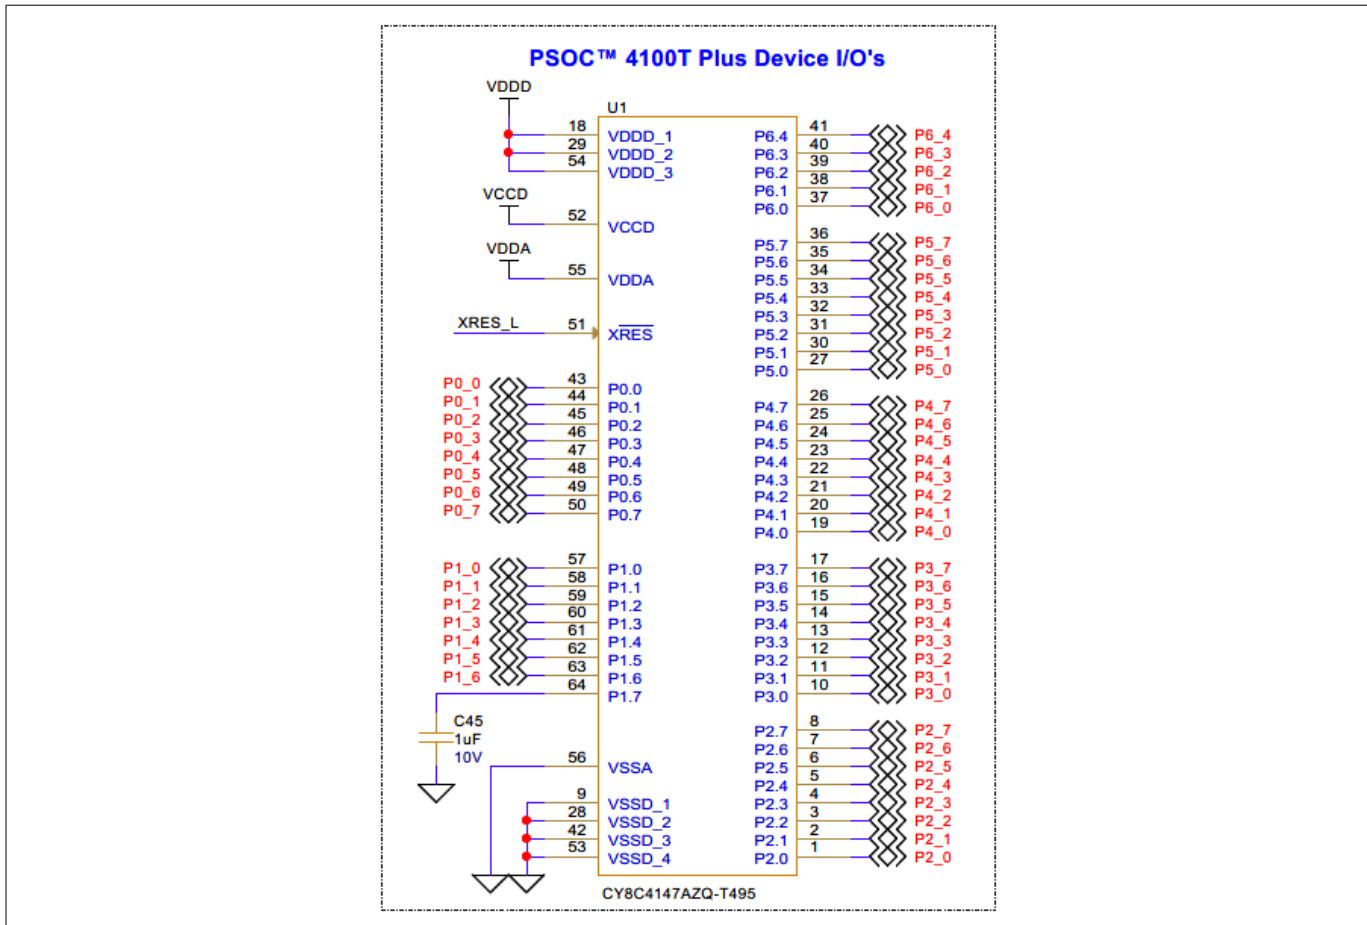 PSOC™ 4100T Plus Device I/O's
VDDD
U1
18 VDDD_1
29 VDDD_2
54 VDDD_3
VCCD
52 VCCD
VDDA
55 VDDA
XRES_L 51 XRES
P0_0 43 P0.0
P0_1 44 P0.1
P0_2 45 P0.2
P0_3 46 P0.3
P0_4 47 P0.4
P0_5 48 P0.5
P0_6 49 P0.6
P0_7 50 P0.7
P1_0 57 P1.0
P1_1 58 P1.1
P1_2 59 P1.2
P1_3 60 P1.3
P1_4 61 P1.4
P1_5 62 P1.5
P1_6 63 P1.6
64 P1.7
C45
1uF
10V
56 VSSA
9 VSSD_1
28 VSSD_2
42 VSSD_3
53 VSSD_4
P6.4 41 P6_4
P6.3 40 P6_3
P6.2 39 P6_2
P6.1 38 P6_1
P6.0 37 P6_0
P5.7 36 P5_7
P5.6 35 P5_6
P5.5 34 P5_5
P5.4 33 P5_4
P5.3 32 P5_3
P5.2 31 P5_2
P5.1 30 P5_1
P5.0 27 P5_0
P4.7 26 P4_7
P4.6 25 P4_6
P4.5 24 P4_5
P4.4 23 P4_4
P4.3 22 P4_3
P4.2 21 P4_2
P4.1 20 P4_1
P4.0 19 P4_0
P3.7 17 P3_7
P3.6 16 P3_6
P3.5 15 P3_5
P3.4 14 P3_4
P3.3 13 P3_3
P3.2 12 P3_2
P3.1 11 P3_1
P3.0 10 P3_0
P2.7 8 P2_7
P2.6 7 P2_6
P2.5 6 P2_5
P2.4 5 P2_4
P2.3 4 P2_3
P2.2 3 P2_2
P2.1 2 P2_1
P2.0 1 P2_0
CY8C4147AZQ-T495